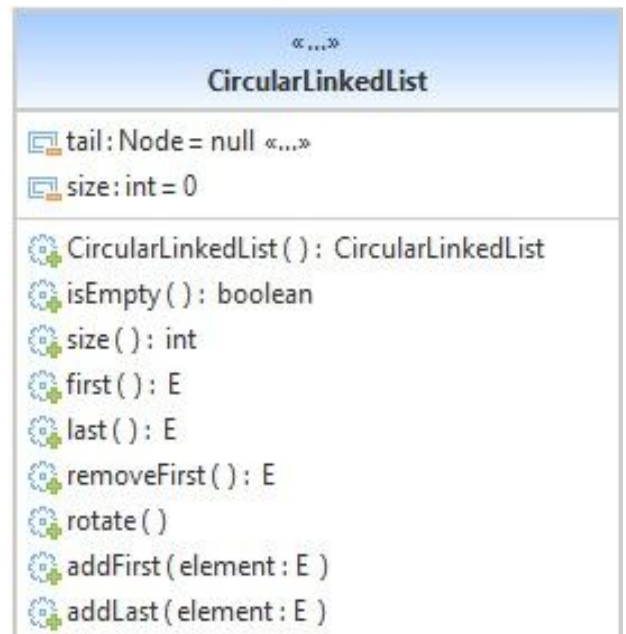 «...»
CircularLinkedList
tail : Node = null «...»
size : int = 0
CircularLinkedList ( ) : CircularLinkedList
isEmpty ( ) : boolean
size ( ) : int
first ( ) : E
last ( ) : E
removeFirst ( ) : E
rotate ( )
addFirst ( element : E )
addLast ( element : E )